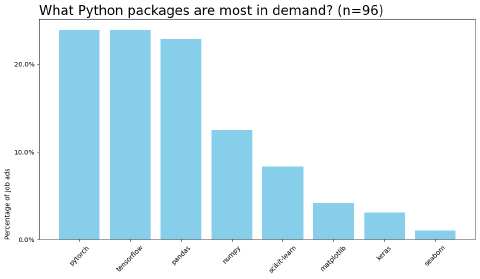 What Python packages are most in demand? (n=96)
20.0%
10.0%
0.0%
Percentage of job ads
pytorch
tensorflow
pandas
numpy
scikit-learn
matplotlib
keras
seaborn